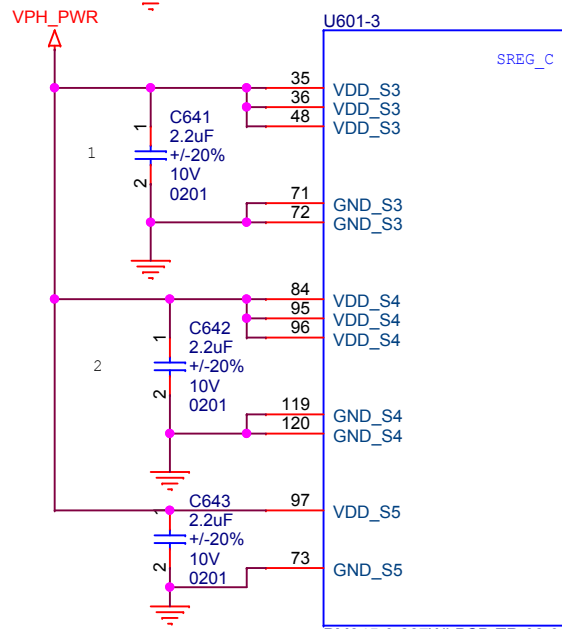 VPH_PWR
U601-3
SREG_C
35 VDD_S3
36 VDD_S3
48 VDD_S3
C641
2.2uF
+/-20%
10V
0201
1
1
2
71 GND_S3
72 GND_S3
84 VDD_S4
95 VDD_S4
96 VDD_S4
C642
2.2uF
+/-20%
10V
0201
1
2
2
119 GND_S4
120 GND_S4
97 VDD_S5
C643
2.2uF
+/-20%
10V
0201
1
2
73 GND_S5